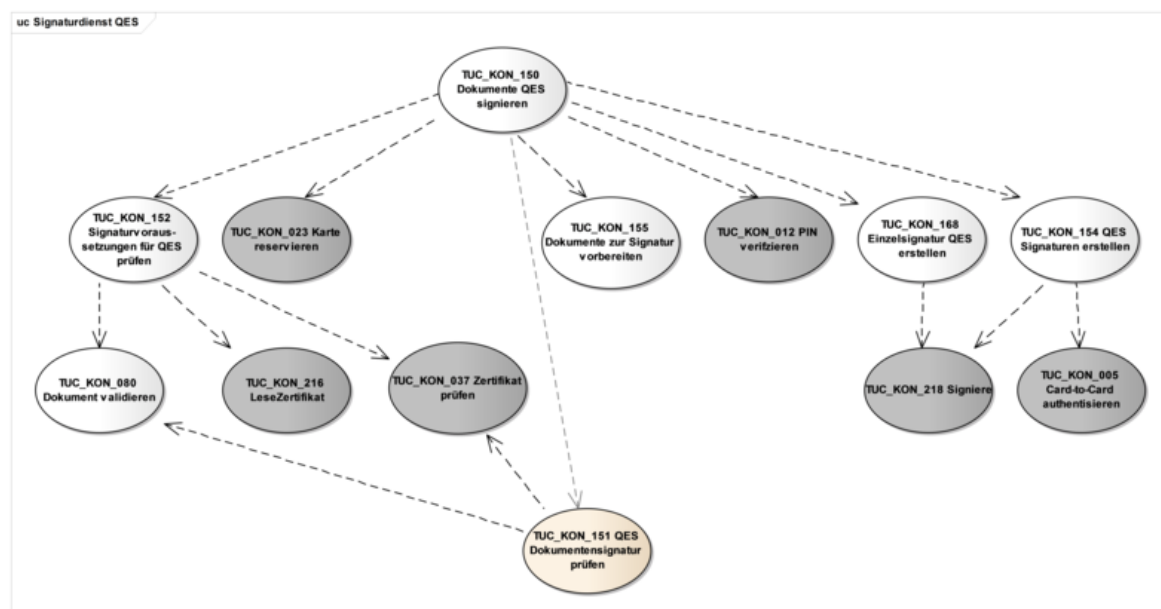 uc Signaturdienst QES
TUC_KON_150
Dokumente QES
signieren
TUC_KON_152
Signaturvoraus-
setzungen für QES
prüfen
TUC_KON_023 Karte
reservieren
TUC_KON_155
Dokumente zur Signatur
vorbereiten
TUC_KON_012 PIN
verifzieren
TUC_KON_168
Einzelsignatur QES
erstellen
TUC_KON_154 QES
Signaturen erstellen
TUC_KON_080
Dokument validieren
TUC_KON_216
LeseZertifikat
TUC_KON_037 Zertifikat
prüfen
TUC_KON_218 Signiere
TUC_KON_005
Card-to-Card
authentisieren
TUC_KON_151 QES
Dokumentensignatur
prüfen